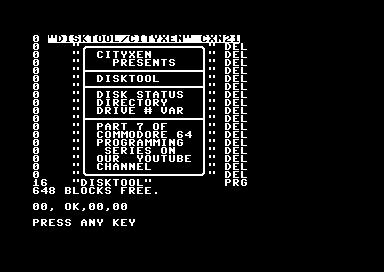 0 "DISKTOOL/CITYXEN" CXN21
0 " CITYXEN " DEL
0 " PRESENTS " DEL
0 " " DEL
0 " DISKTOOL " DEL
0 " " DEL
0 " DISK STATUS " DEL
0 " DIRECTORY " DEL
0 " DRIVE # VAR " DEL
0 " " DEL
0 " PART 7 OF " DEL
0 " COMMODORE 64 " DEL
0 " PROGRAMMING " DEL
0 " SERIES ON " DEL
0 " OUR YOUTUBE " DEL
0 " CHANNEL " DEL
0 " " DEL
16 "DISKTOOL" PRG
648 BLOCKS FREE.
00, OK,00,00
PRESS ANY KEY